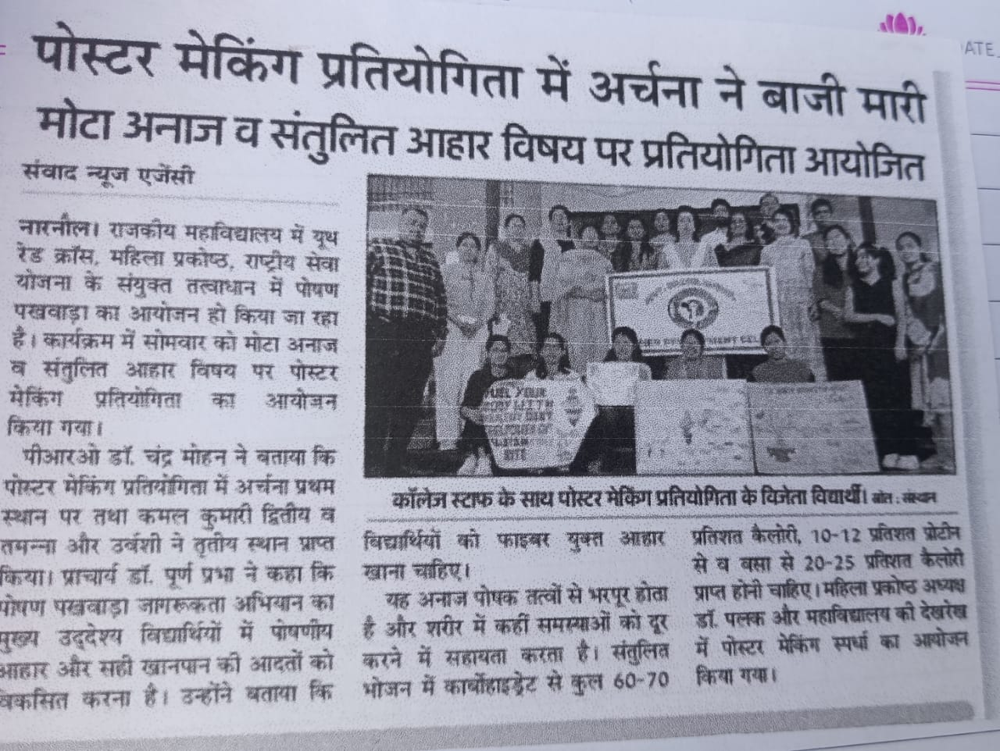 DATE
पोस्टर मेकिंग प्रतियोगिता में अर्चना ने बाजी मारी
मोटा अनाज व संतुलित आहार विषय पर प्रतियोगिता आयोजित
संवाद न्यूज एजेंसी
नारनौल। राजकीय महाविद्यालय में यूथ
रेड क्रॉस, महिला प्रकोष्ठ, राष्ट्रीय सेवा
योजना के संयुक्त तत्वाधान में पोषण
पखवाड़ा का आयोजन हो किया जा रहा
है। कार्यक्रम में सोमवार को मोटा अनाज
व संतुलित आहार विषय पर पोस्टर
मेकिंग प्रतियोगिता का आयोजन
किया गया।
पीआरओ डॉ. चंद्र मोहन ने बताया कि
पोस्टर मेकिंग प्रतियोगिता में अर्चना प्रथम
स्थान पर तथा कमल कुमारी द्वितीय व
तमन्ना और उर्वशी ने तृतीय स्थान प्राप्त
किया। प्राचार्य डॉ. पूर्ण प्रभा ने कहा कि
पोषण पखवाड़ा जागरूकता अभियान का
मुख्य उद्देश्य विद्यार्थियों में पोषणीय
आहार और सही खानपान की आदतों को
विकसित करना है। उन्होंने बताया कि
FUEL YOUR
कॉलेज स्टाफ के साथ पोस्टर मेकिंग प्रतियोगिता के विजेता विद्यार्थी। स्रोत : संस्थान
विद्यार्थियों को फाइबर युक्त आहार
खाना चाहिए।
यह अनाज पोषक तत्वों से भरपूर होता
है और शरीर में कहीं समस्याओं को दूर
करने में सहायता करता है। संतुलित
भोजन में कार्बोहाइड्रेट से कुल 60-70
प्रतिशत कैलोरी, 10-12 प्रतिशत प्रोटीन
से व वसा से 20-25 प्रतिशत कैलोरी
प्राप्त होनी चाहिए। महिला प्रकोष्ठ अध्यक्ष
डॉ. पलक और महाविद्यालय की देखरेख
में पोस्टर मेकिंग स्पर्धा का आयोजन
किया गया।